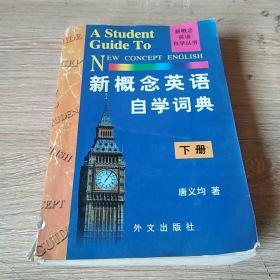 A Student
Guide To
NEW CONCEPT ENGLISH
新概念
英语
自学丛书
新概念英语
自学词典
下册
唐义均 著
外文出版社
GUIDE